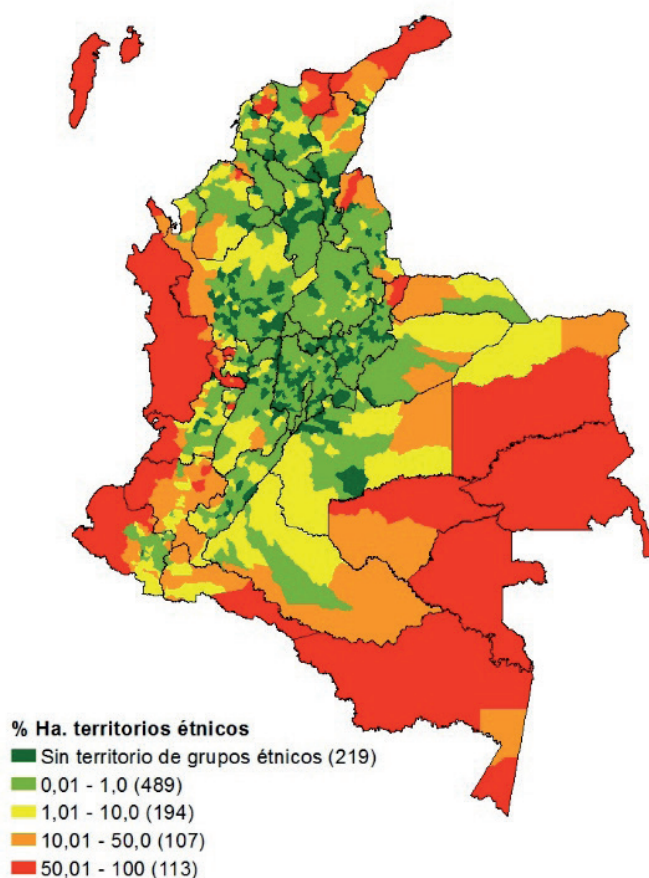 % Ha. territorios étnicos
Sin territorio de grupos étnicos (219)
0,01 - 1,0 (489)
1,01 - 10,0 (194)
10,01 - 50,0 (107)
50,01 - 100 (113)